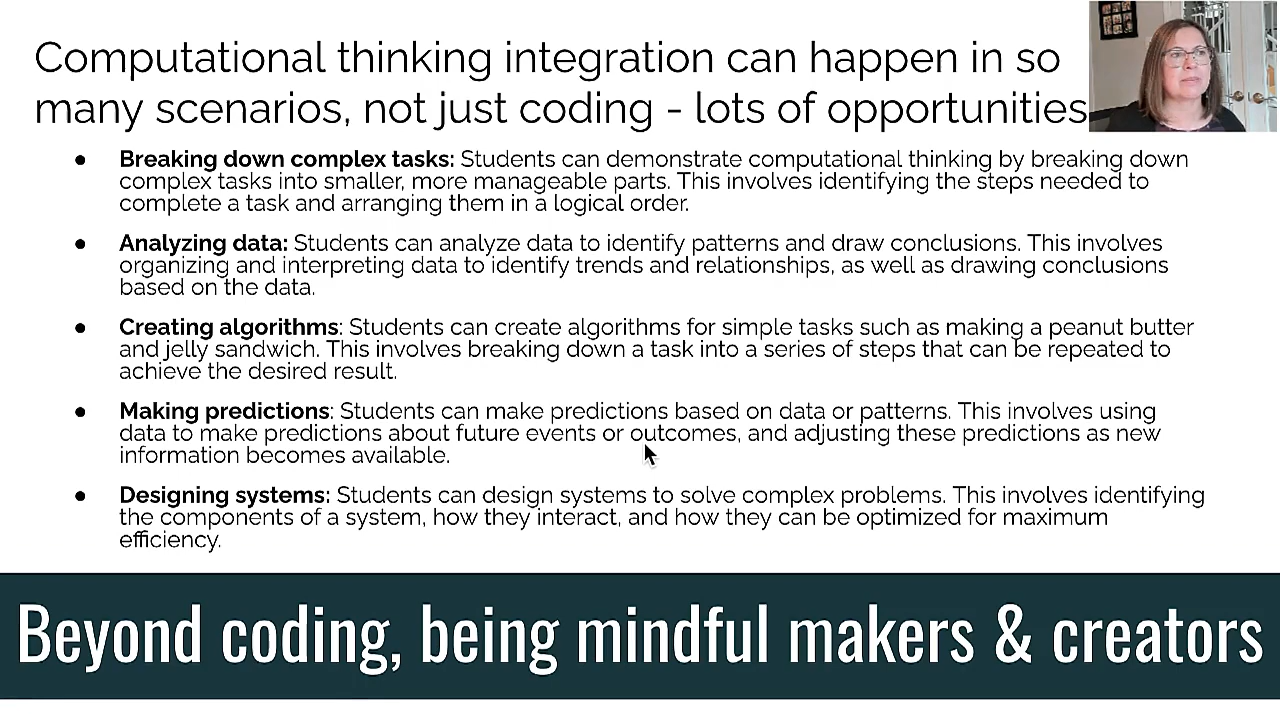 Computational thinking integration can happen in so
many scenarios, not just coding - lots of opportunities
● Breaking down complex tasks: Students can demonstrate computational thinking by breaking down
complex tasks into smaller, more manageable parts. This involves identifying the steps needed to
complete a task and arranging them in a logical order.
● Analyzing data: Students can analyze data to identify patterns and draw conclusions. This involves
organizing and interpreting data to identify trends and relationships, as well as drawing conclusions
based on the data.
● Creating algorithms: Students can create algorithms for simple tasks such as making a peanut butter
and jelly sandwich. This involves breaking down a task into a series of steps that can be repeated to
achieve the desired result.
● Making predictions: Students can make predictions based on data or patterns. This involves using
data to make predictions about future events or outcomes, and adjusting these predictions as new
information becomes available.
● Designing systems: Students can design systems to solve complex problems. This involves identifying
the components of a system, how they interact, and how they can be optimized for maximum
efficiency.
Beyond coding, being mindful makers & creators